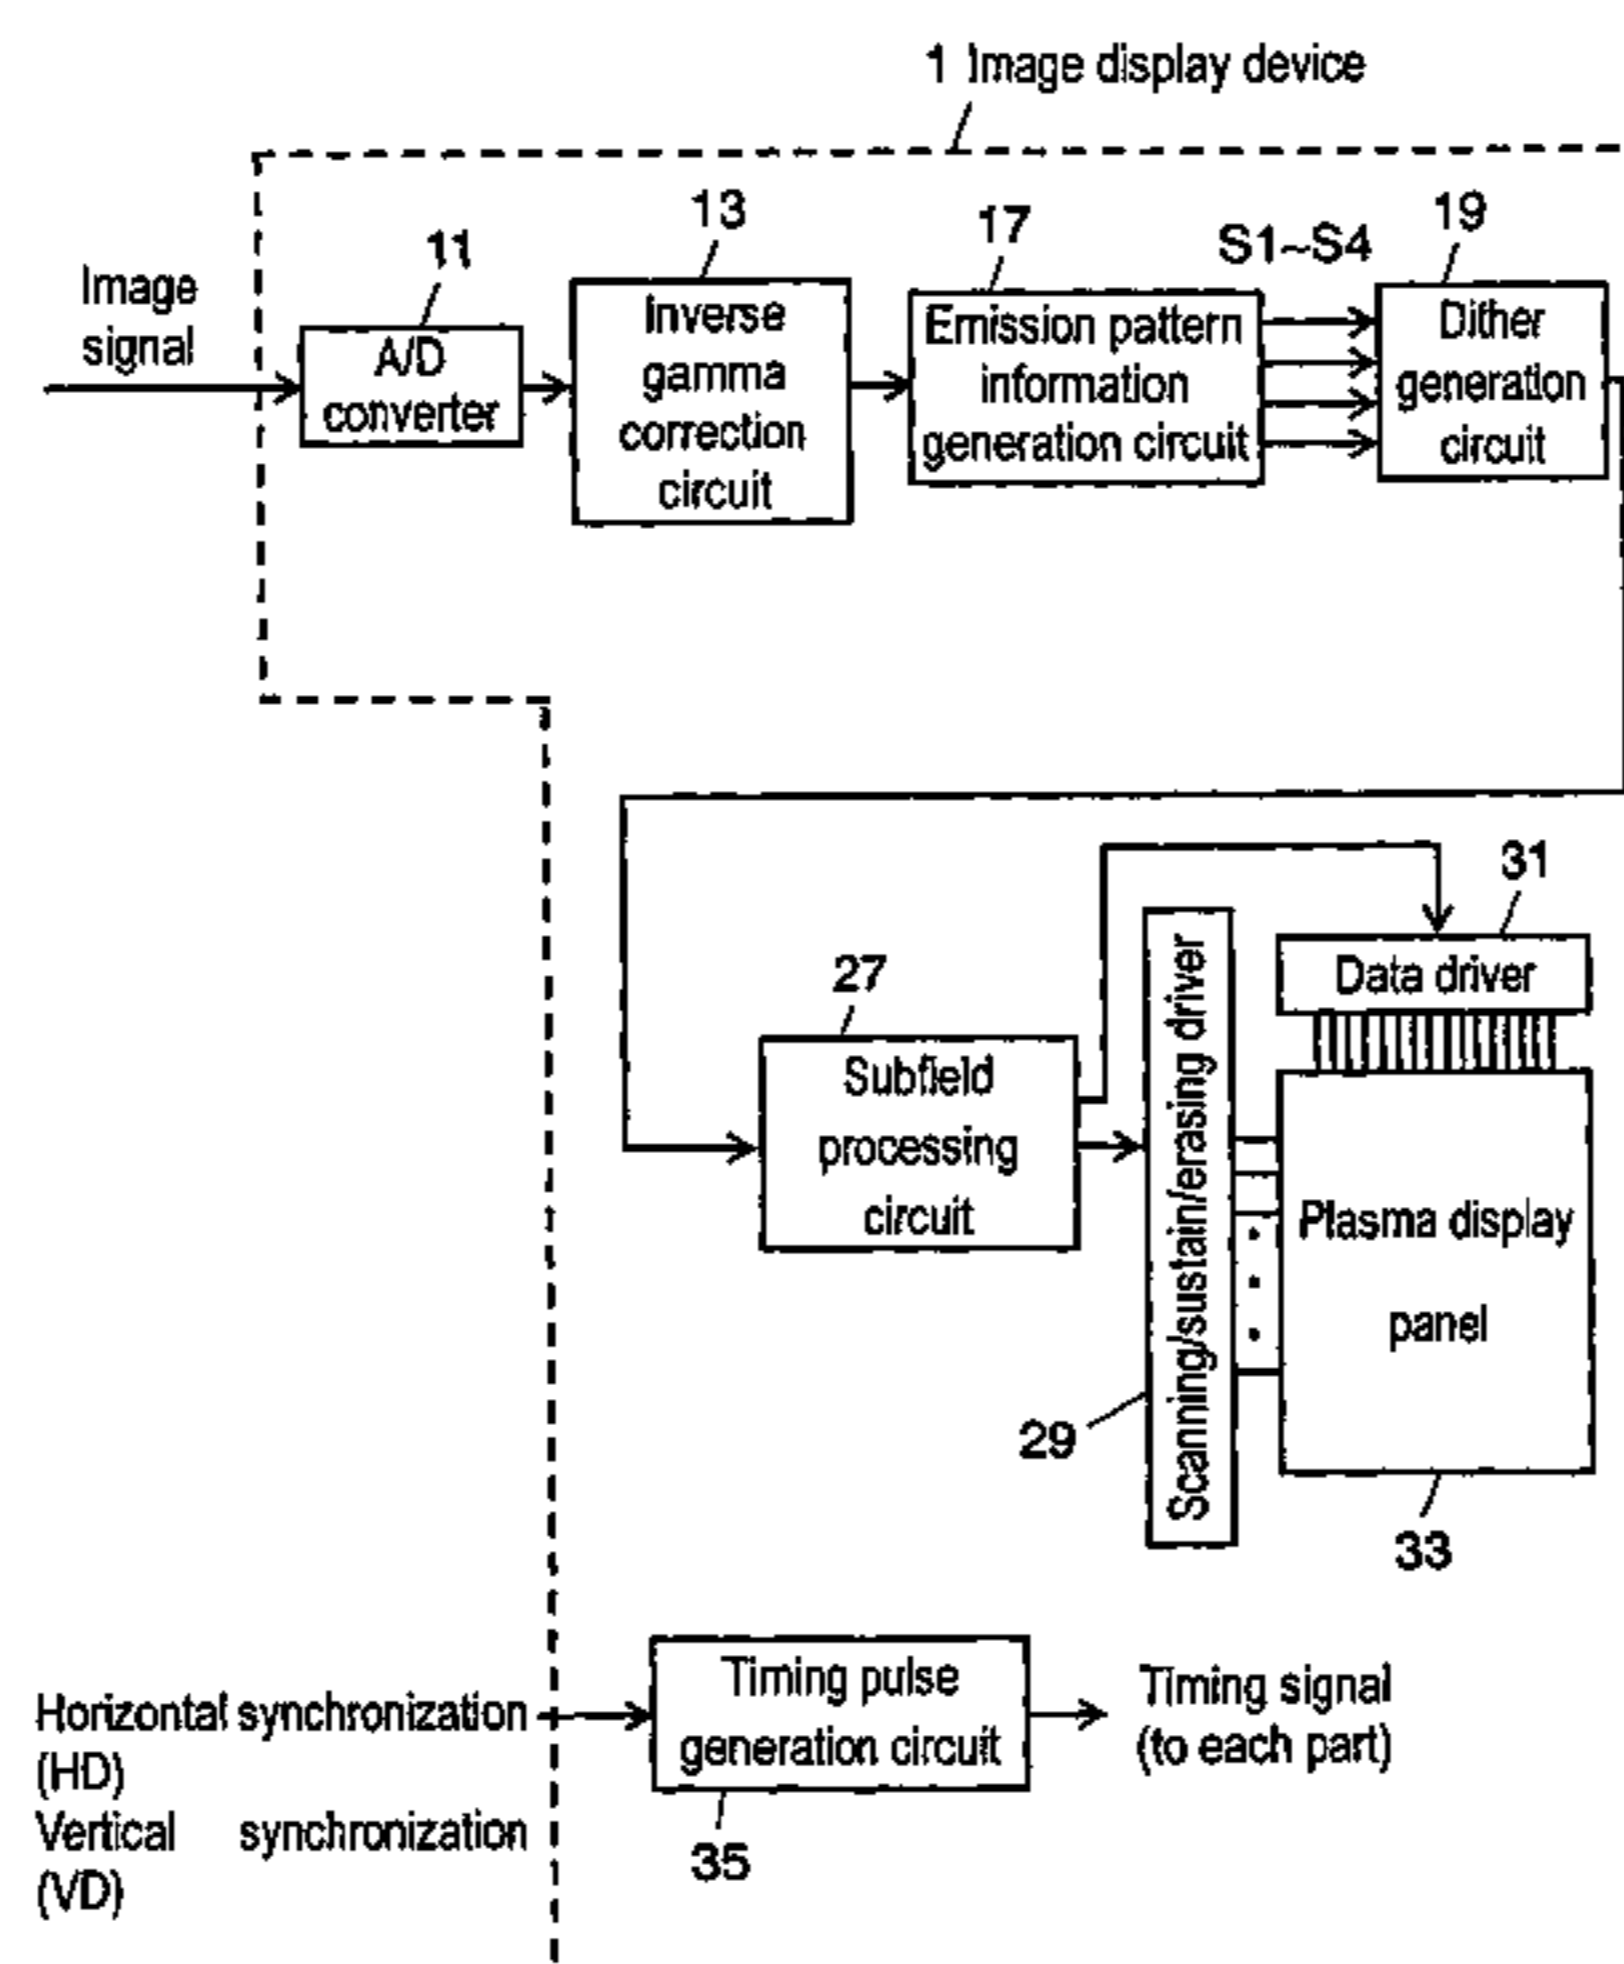 1 Image display device
Image
signal
11
A/D
converter
13
Inverse
gamma
correction
circuit
17
Emission pattern
information
generation circuit
S1~S4
19
Dither
generation
circuit
27
Subfield
processing
circuit
Scanning/sustain/erasing driver
29
31
Data driver
Plasma display
panel
33
Horizontal synchronization
(HD)
Vertical synchronization
(VD)
Timing pulse
generation circuit
35
Timing signal
(to each part)